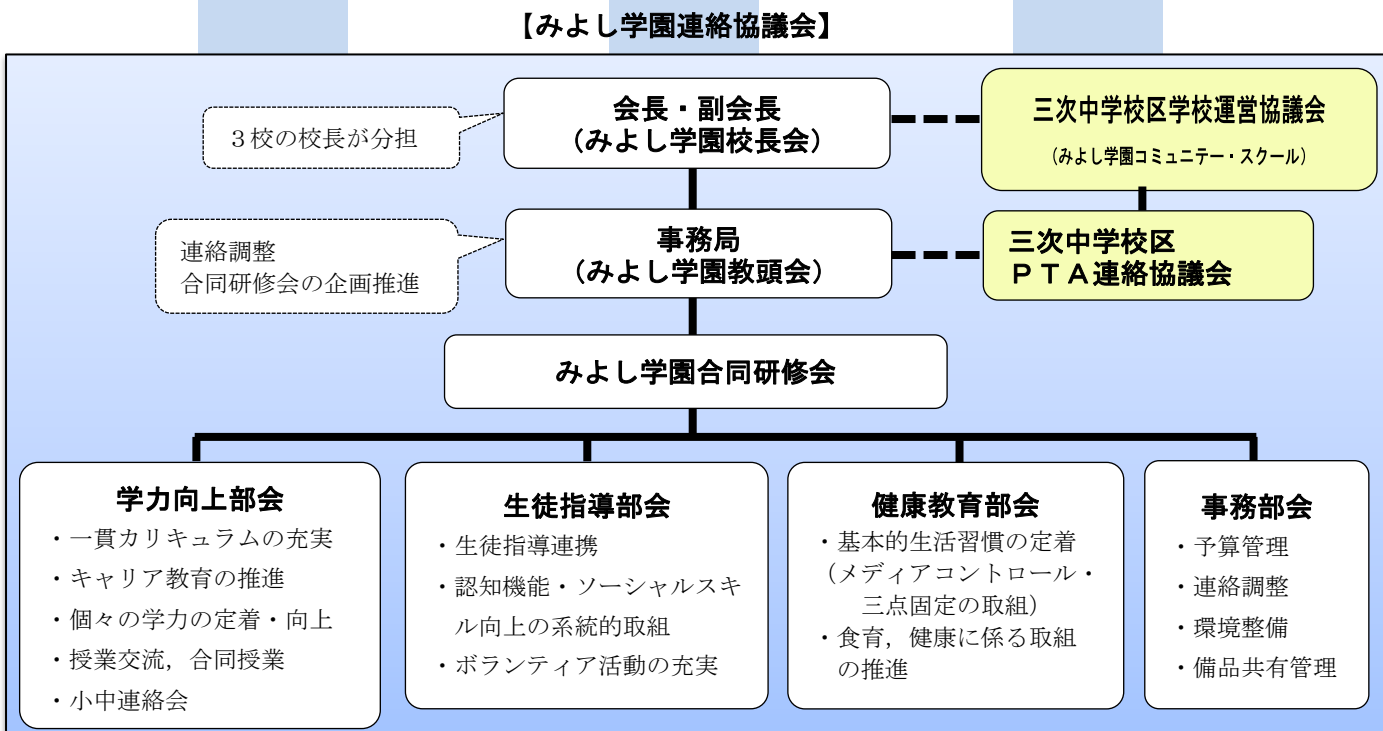 【みよし学園連絡協議会】
３校の校長が分担
会長・副会長
（みよし学園校長会）
三次中学校区学校運営協議会
（みよし学園コミュニテー・スクール）
連絡調整
合同研修会の企画推進
事務局
（みよし学園教頭会）
三次中学校区
ＰＴＡ連絡協議会
みよし学園合同研修会
学力向上部会
・一貫カリキュラムの充実
・キャリア教育の推進
・個々の学力の定着・向上
・授業交流，合同授業
・小中連絡会
生徒指導部会
・生徒指導連携
・認知機能・ソーシャルスキ
ル向上の系統的取組
・ボランティア活動の充実
健康教育部会
・基本的生活習慣の定着
（メディアコントロール・
三点固定の取組）
・食育，健康に係る取組
の推進
事務部会
・予算管理
・連絡調整
・環境整備
・備品共有管理